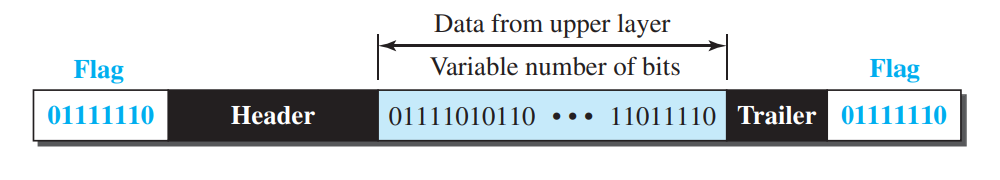 Data from upper layer
Flag
Variable number of bits
Flag
01111110 Header 01111010110 ••• 11011110 Trailer 01111110